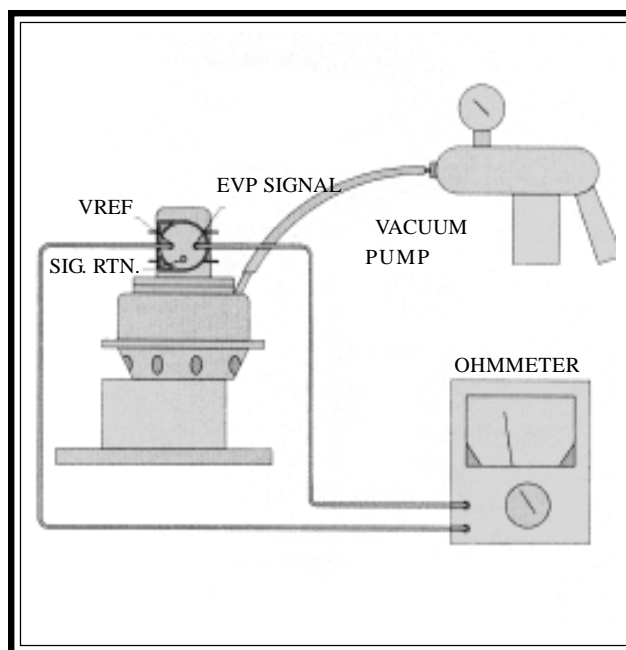 EVP SIGNAL
VREF
VACUUM
PUMP
SIG. RTN.
OHMMETER